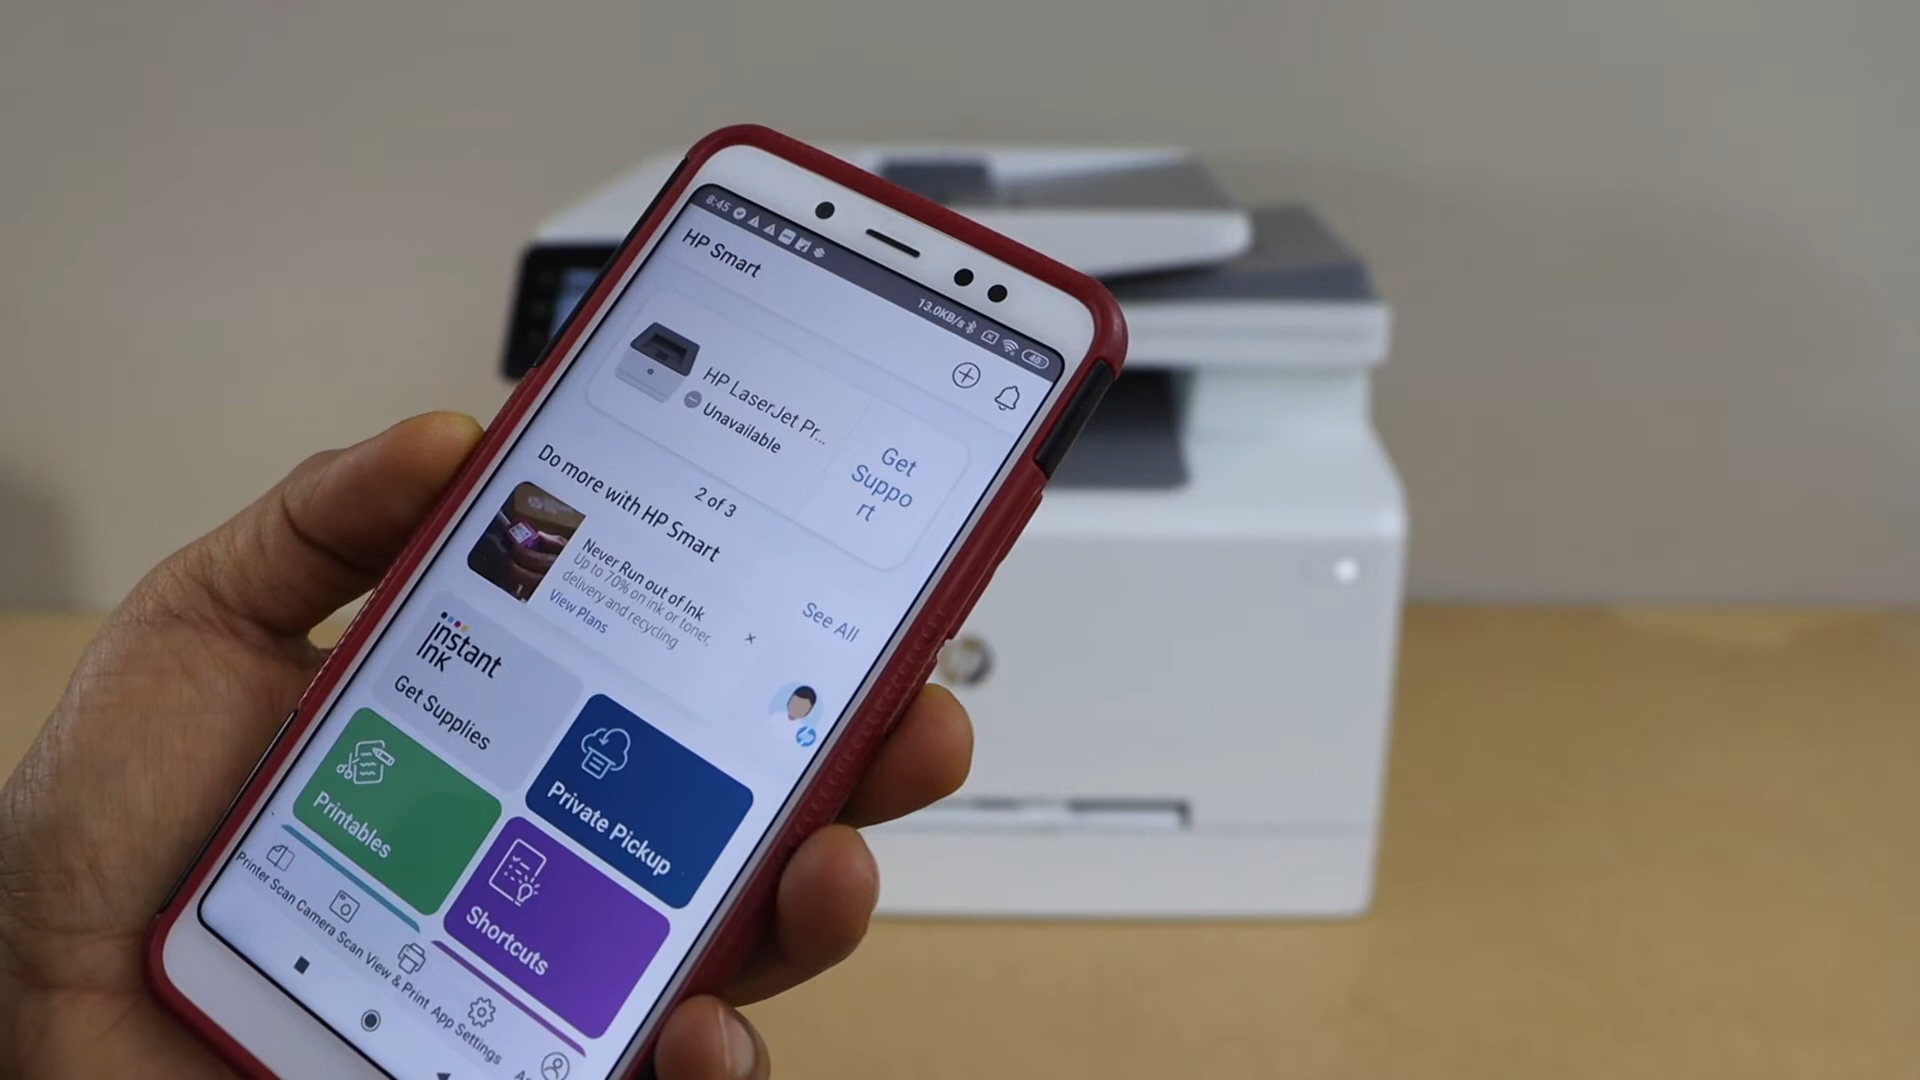 8:45
13.0KB/s
49
HP Smart
HP LaserJet Pr...
Unavailable
Get
Suppo
rt
2 of 3
Do more with HP Smart
See All
Never Run out of Ink
Up to 70% on ink or toner,
delivery and recycling
View Plans
Instant
Ink
Get Supplies
Private Pickup
Printables
Shortcuts
Printer Scan
Camera Scan
View & Print
App Settings
hp